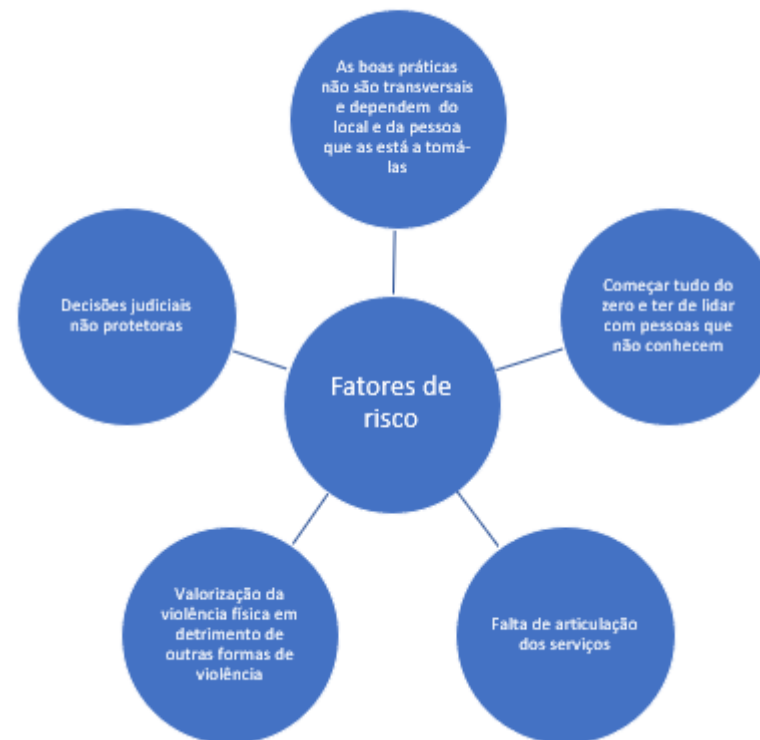 As boas práticas
não são transversais
e dependem do
local e da pessoa
que as está a tomá-
las
Decisões judiciais
não protetoras
Começar tudo do
zero e ter de lidar
com pessoas que
não conhecem
Fatores de
risco
Valorização da
violência física em
detrimento de
outras formas de
violência
Falta de articulação
dos serviços